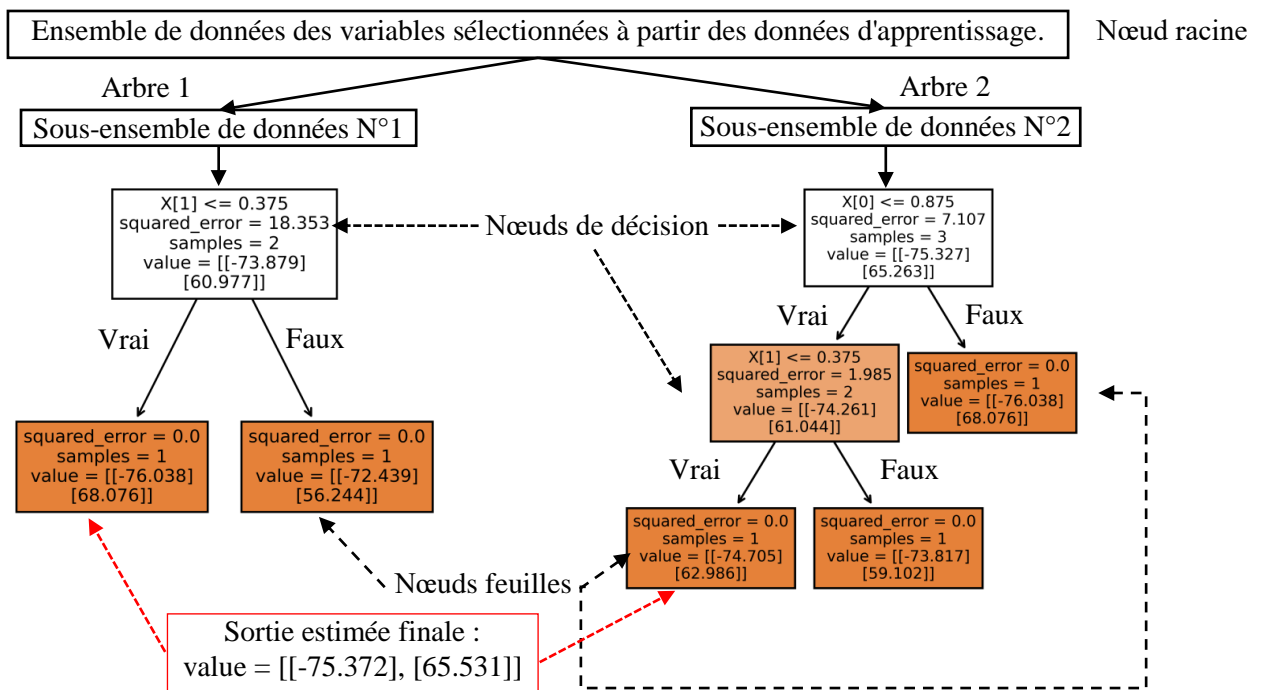 Ensemble de données des variables sélectionnées à partir des données d'apprentissage.
Nœud racine
Arbre 1
Arbre 2
Sous-ensemble de données N°1
Sous-ensemble de données N°2
X[1] <= 0.375
squared_error = 18.353
samples = 2
value = [[-73.879]
[60.977]]
Nœuds de décision
X[0] <= 0.875
squared_error = 7.107
samples = 3
value = [[-75.327]
[65.263]]
Vrai
Faux
Vrai
Faux
X[1] <= 0.375
squared_error = 1.985
samples = 2
value = [[-74.261]
[61.044]]
squared_error = 0.0
samples = 1
value = [[-76.038]
[68.076]]
squared_error = 0.0
samples = 1
value = [[-76.038]
[68.076]]
squared_error = 0.0
samples = 1
value = [[-72.439]
[56.244]]
Vrai
Faux
squared_error = 0.0
samples = 1
value = [[-74.705]
[62.986]]
squared_error = 0.0
samples = 1
value = [[-73.817]
[59.102]]
Nœuds feuilles
Sortie estimée finale :
value = [[-75.372], [65.531]]